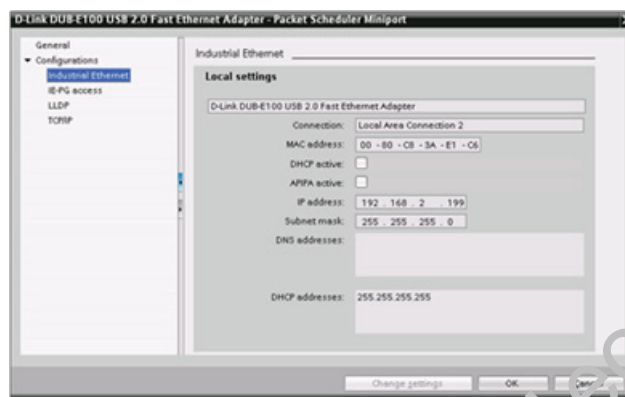 D-Link DUB-E100 USB 2.0 Fast Ethernet Adapter - Packet Scheduler Miniport
General
Configurations
Industrial Ethernet
IE-PG access
LLDP
TCP/IP
Industrial Ethernet
Local settings
D-Link DUB-E100 USB 2.0 Fast Ethernet Adapter
Connection: Local Area Connection 2
MAC address: 00 - 80 - C8 - 3A - E1 - C6
DHCP active:
APIPA active:
IP address: 192 . 168 . 2 . 199
Subnet mask: 255 . 255 . 255 . 0
DNS addresses:
DHCP addresses: 255.255.255.255
Change settings OK